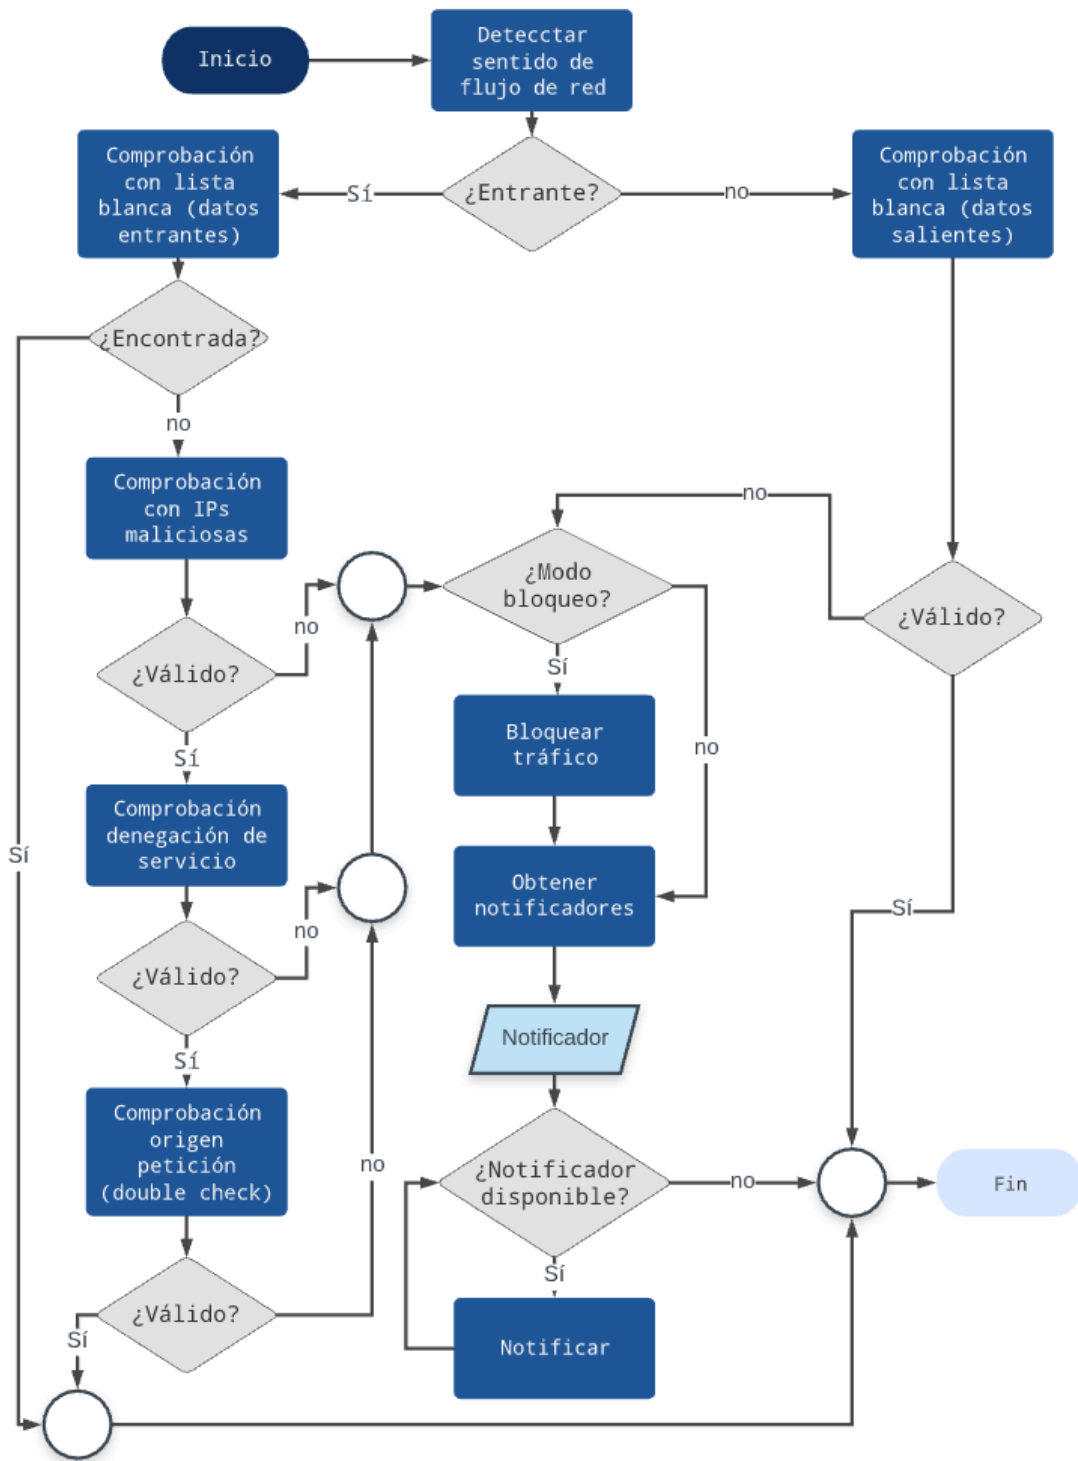 Inicio
Detecctar
sentido de
flujo de red
Comprobación
con lista
blanca (datos
entrantes)
Sí
¿Entrante?
no
Comprobación
con lista
blanca (datos
salientes)
¿Encontrada?
no
Sí
Comprobación
con IPs
maliciosas
¿Válido?
no
Sí
Comprobación
denegación de
servicio
¿Válido?
no
Sí
Comprobación
origen
petición
(double check)
¿Válido?
no
Sí
no
¿Modo
bloqueo?
Sí
no
Bloquear
tráfico
Obtener
notificadores
Notificador
¿Notificador
disponible?
no
Sí
Notificar
¿Válido?
Sí
Fin